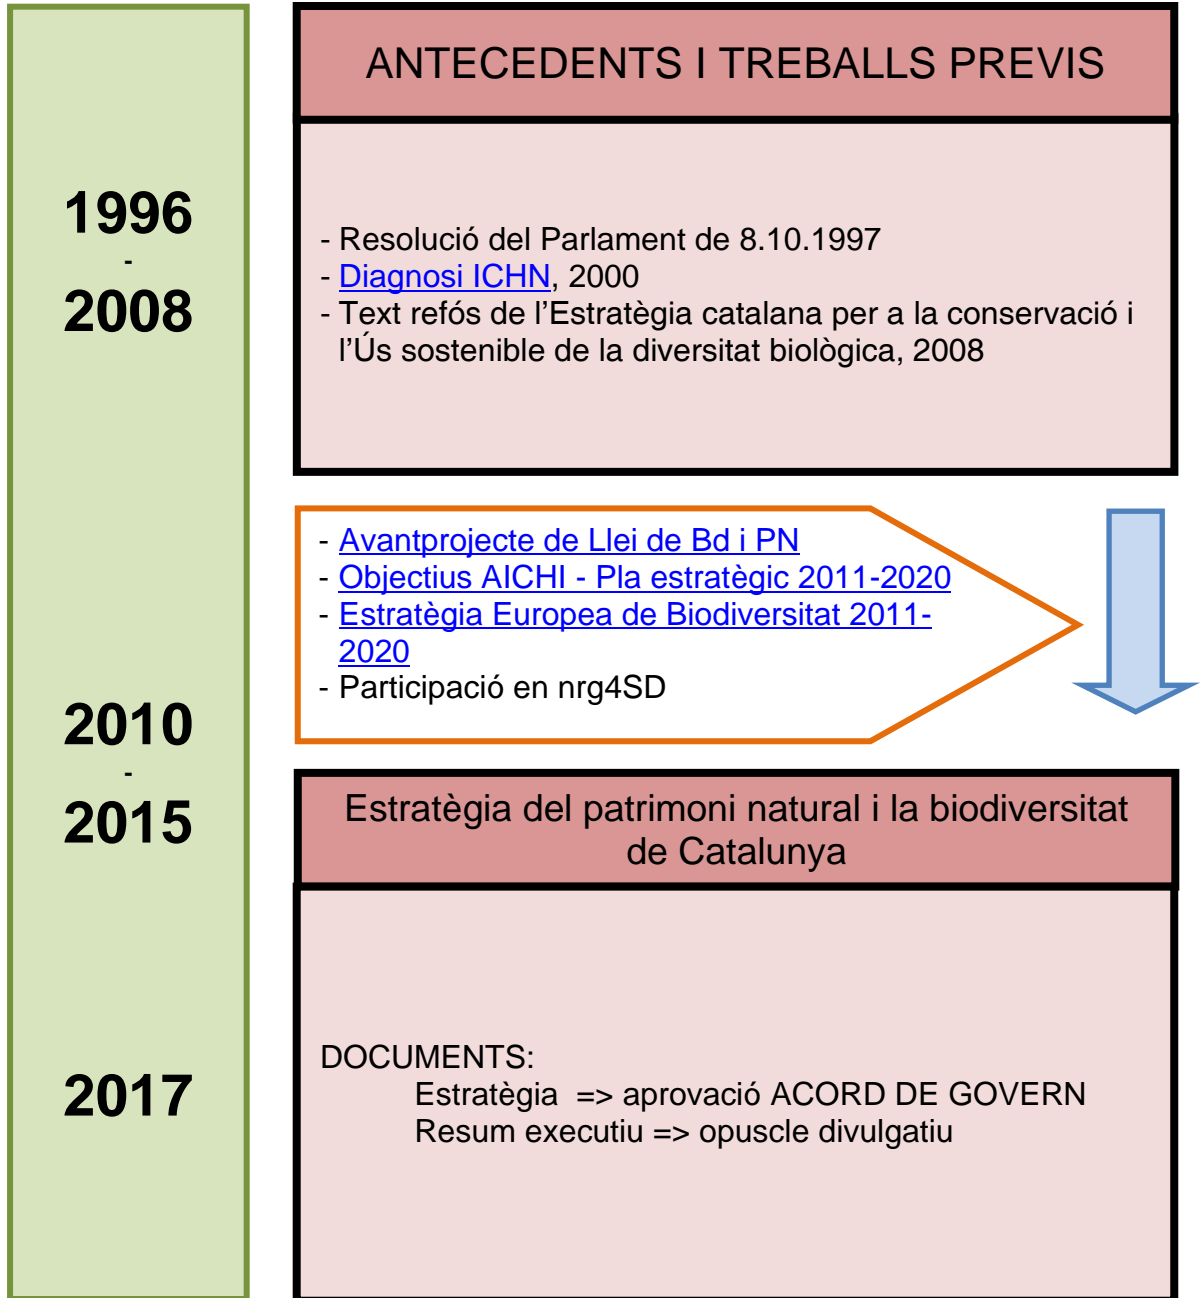 ANTECEDENTS I TREBALLS PREVIS
1996
-
2008
- Resolució del Parlament de 8.10.1997
- Diagnosi ICHN, 2000
- Text refós de l’Estratègia catalana per a la conservació i
l’Ús sostenible de la diversitat biològica, 2008
- Avantprojecte de Llei de Bd i PN
- Objectius AICHI - Pla estratègic 2011-2020
- Estratègia Europea de Biodiversitat 2011-
2020
- Participació en nrg4SD
2010
-
2015
Estratègia del patrimoni natural i la biodiversitat
de Catalunya
2017
DOCUMENTS:
Estratègia => aprovació ACORD DE GOVERN
Resum executiu => opuscle divulgatiu